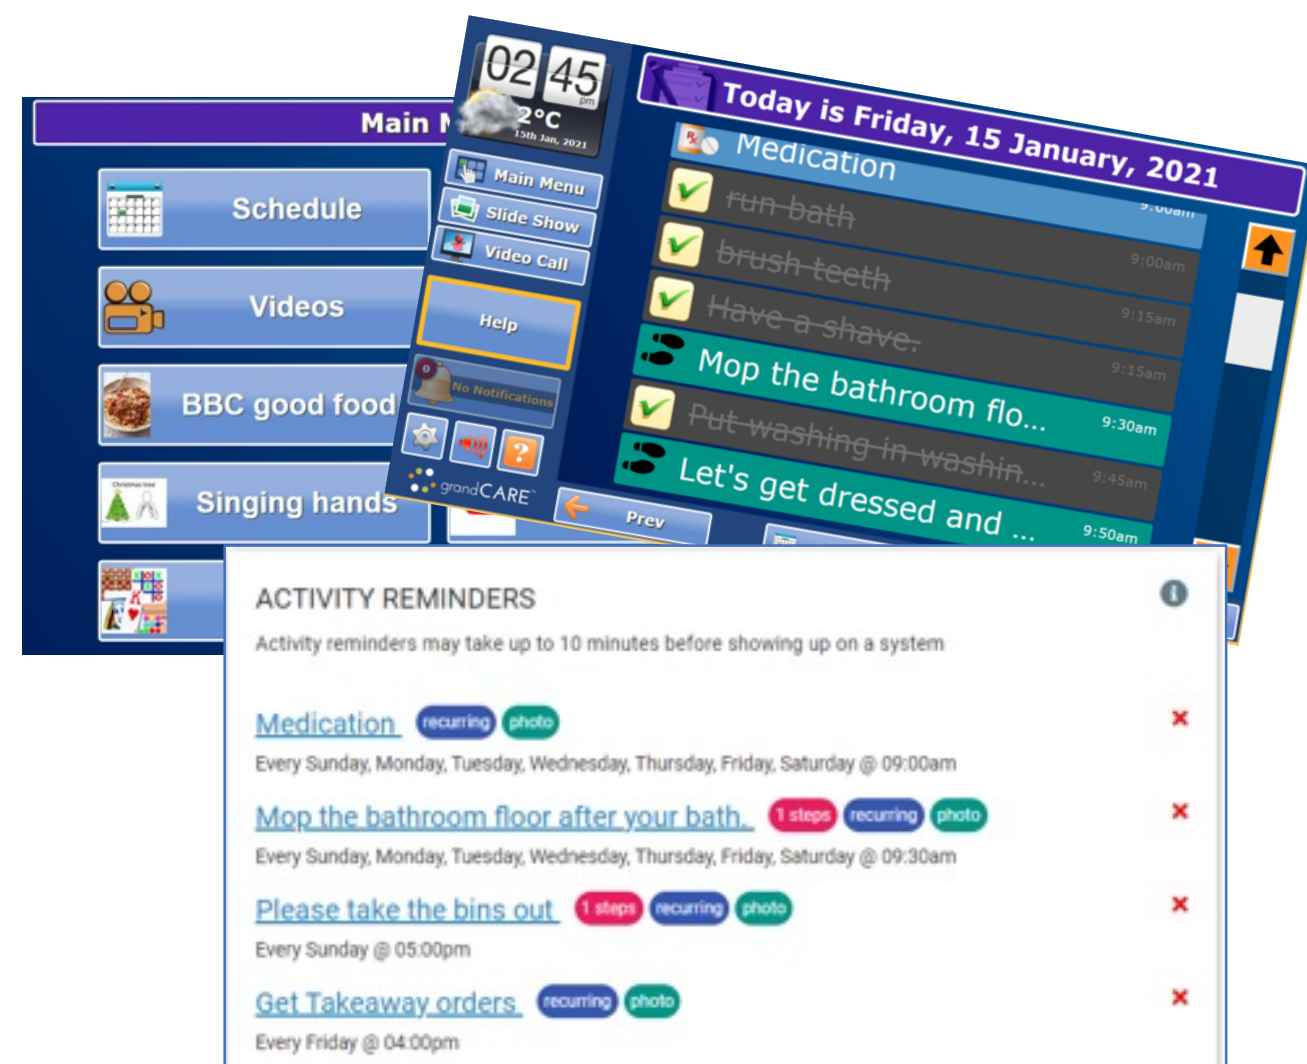 Main
Schedule
Videos
BBC good food
Christmas tree
Singing hands
02 45
pm
2°C
15th Jan, 2021
Main Menu
Slide Show
Video Call
Help
0
No Notifications
?
grandCARE
Today is Friday, 15 January, 2021
Rx
Medication
9:00am
run bath
9:00am
brush teeth
9:15am
Have a shave.
9:15am
Mop the bathroom flo...
9:30am
Put washing in washin...
9:45am
Let's get dressed and ...
9:50am
Prev
ACTIVITY REMINDERS
Activity reminders may take up to 10 minutes before showing up on a system
Medication recurring photo
Every Sunday, Monday, Tuesday, Wednesday, Thursday, Friday, Saturday @ 09:00am
Mop the bathroom floor after your bath. 1 steps recurring photo
Every Sunday, Monday, Tuesday, Wednesday, Thursday, Friday, Saturday @ 09:30am
Please take the bins out 1 steps recurring photo
Every Sunday @ 05:00pm
Get Takeaway orders recurring photo
Every Friday @ 04:00pm